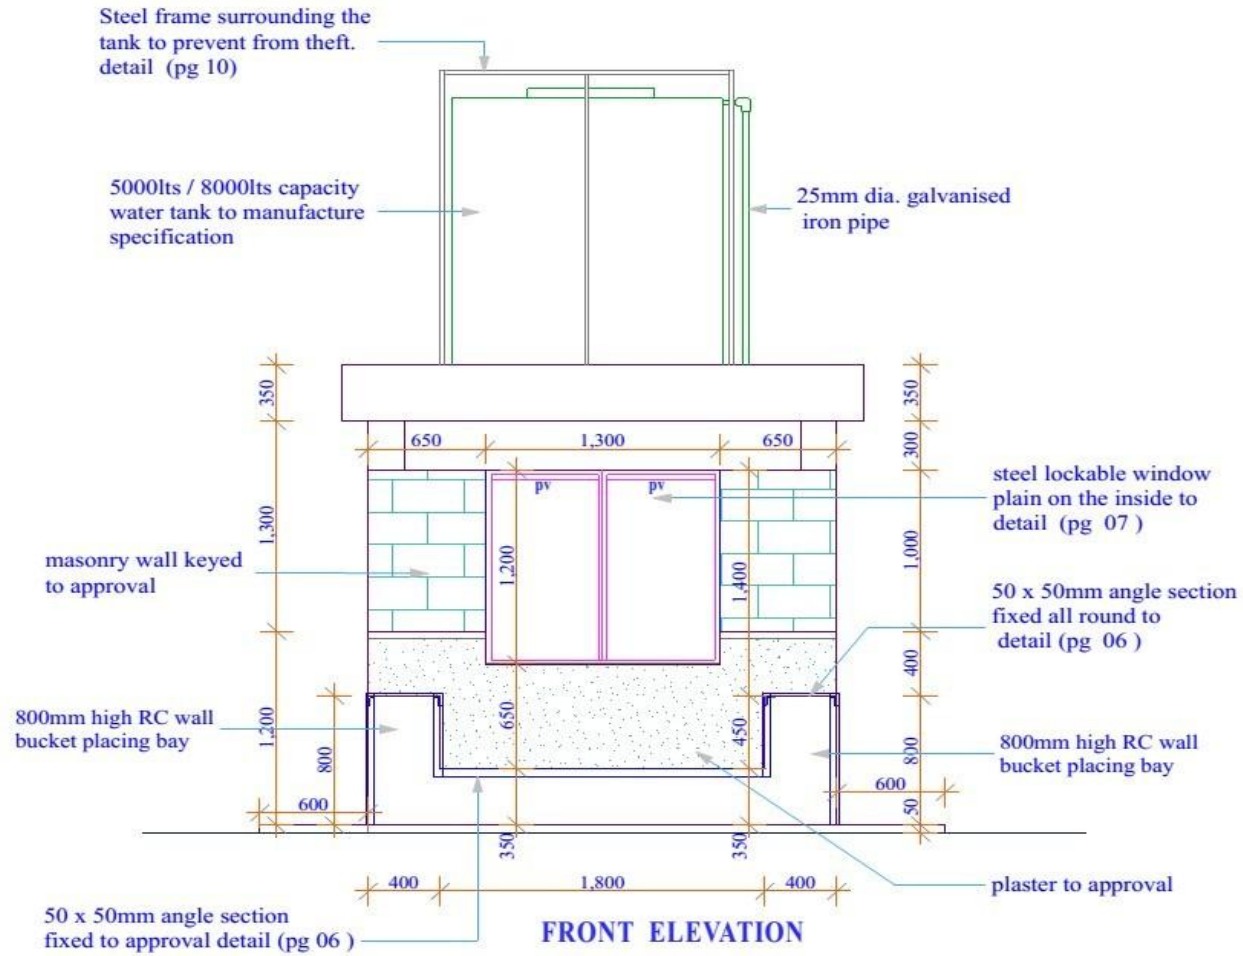 Steel frame surrounding the
tank to prevent from theft.
detail (pg 10)
5000lts / 8000lts capacity
water tank to manufacture
specification
25mm dia. galvanised
iron pipe
350
350
650
1,300
650
300
pv
pv
steel lockable window
plain on the inside to
detail (pg 07 )
1,300
1,200
1,400
1,000
masonry wall keyed
to approval
50 x 50mm angle section
fixed all round to
detail (pg 06 )
400
800mm high RC wall
bucket placing bay
1,200
800
650
450
800
800mm high RC wall
bucket placing bay
600
600
50
350
350
400
1,800
400
plaster to approval
50 x 50mm angle section
fixed to approval detail (pg 06 )
FRONT ELEVATION